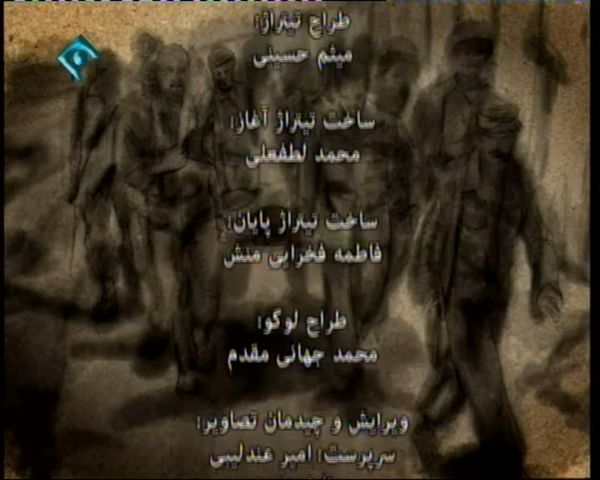 طراح تیتراژ:
میثم حسینی
ساخت تیتراژ آغاز:
محمد لطفعلی
ساخت تیتراژ پایان:
فاطمه فخرایی منش
طراح لوگو:
محمد جهانی مقدم
ویرایش و چیدمان تصاویر:
سرپرست: امیر عندلیبی